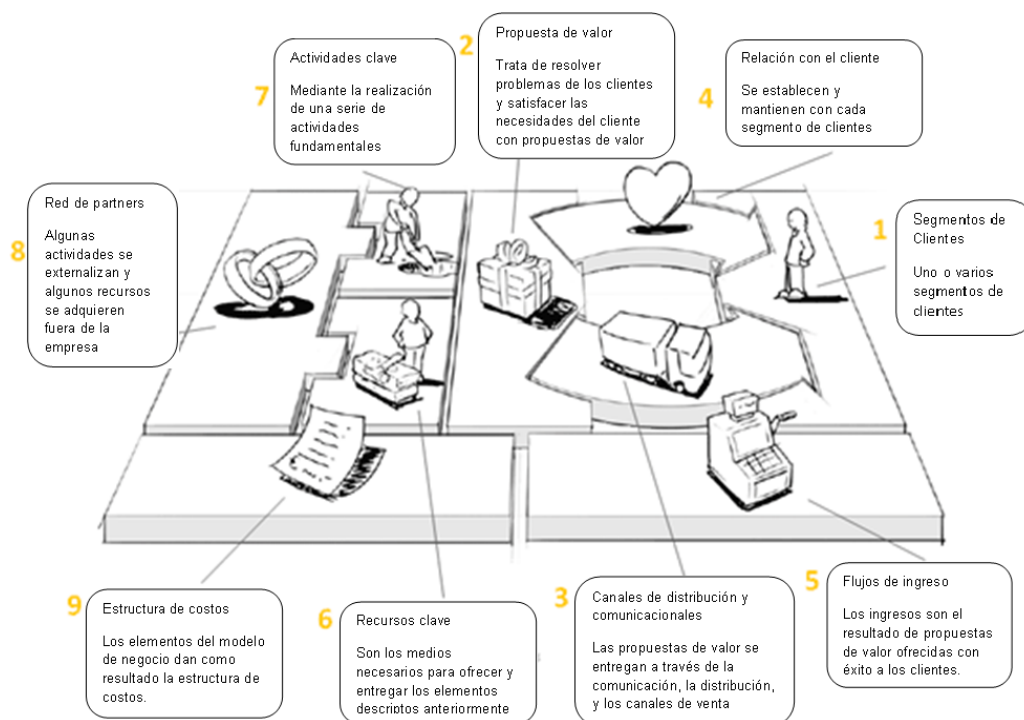 7
Actividades clave
Mediante la realización
de una serie de
actividades
fundamentales
2
Propuesta de valor
Trata de resolver
problemas de los clientes
y satisfacer las
necesidades del cliente
con propuestas de valor
4
Relación con el cliente
Se establecen y
mantienen con cada
segmento de clientes
8
Red de partners
Algunas
actividades se
externalizan y
algunos recursos
se adquieren
fuera de la
empresa
1
Segmentos de
Clientes
Uno o varios
segmentos de
clientes
9
Estructura de costos
Los elementos del modelo
de negocio dan como
resultado la estructura de
costos.
6
Recursos clave
Son los medios
necesarios para ofrecer y
entregar los elementos
descriptos anteriormente
3
Canales de distribución y
comunicacionales
Las propuestas de valor se
entregan a través de la
comunicación, la distribución,
y los canales de venta
5
Flujos de ingreso
Los ingresos son el
resultado de propuestas
de valor ofrecidas con
éxito a los clientes.